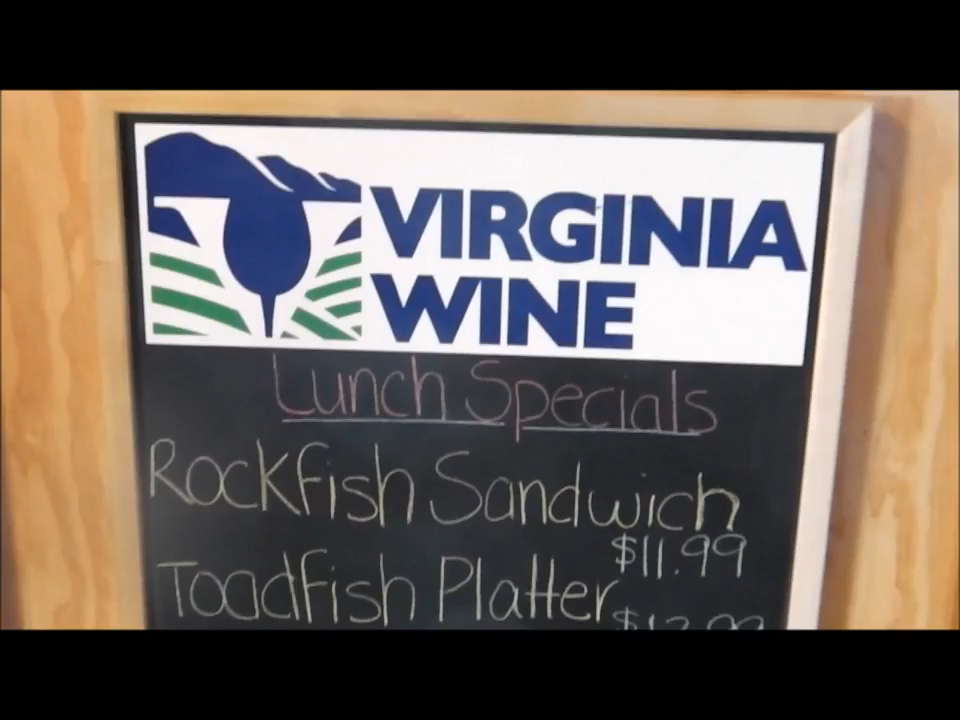 VIRGINIA
WINE
Lunch Specials
Rockfish Sandwich
$11.99
Toadfish Platter